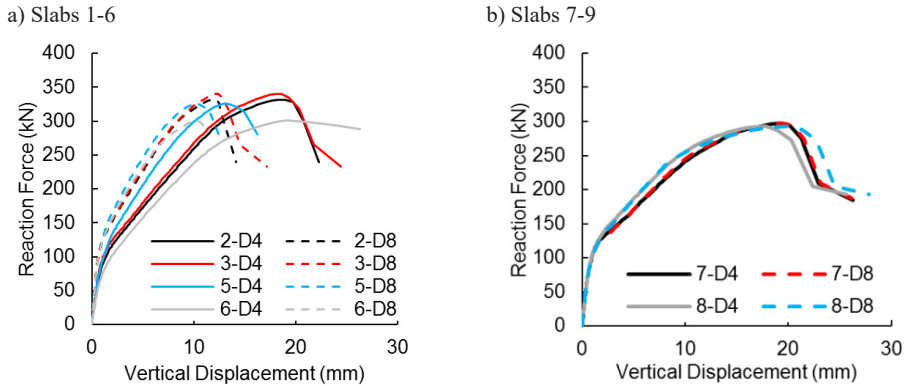 a) Slabs 1-6
400
350
300
250
200
150
100
50
0
Reaction Force (kN)
2-D4 2-D8
3-D4 3-D8
5-D4 5-D8
6-D4 6-D8
0 10 20 30
Vertical Displacement (mm)
b) Slabs 7-9
400
350
300
250
200
150
100
50
0
Reaction Force (kN)
7-D4 7-D8
8-D4 8-D8
0 10 20 30
Vertical Displacement (mm)